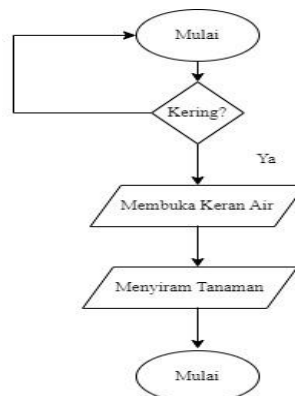 Mulai
Kering?
Ya
Membuka Keran Air
Menyiram Tanaman
Mulai